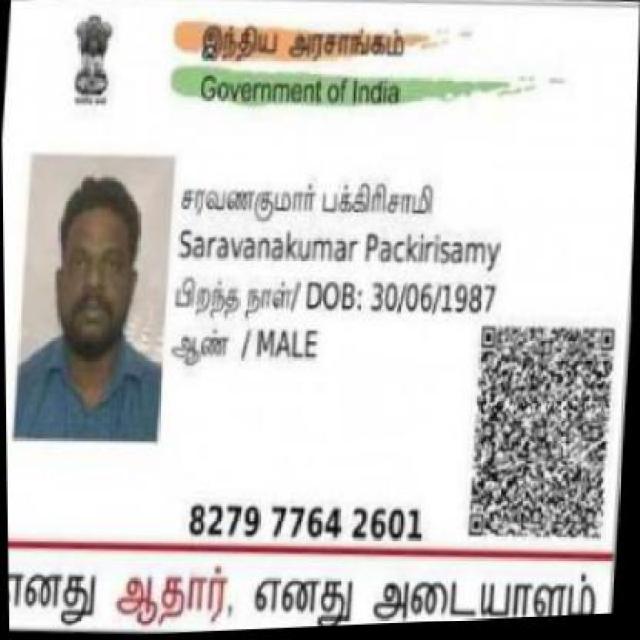 இந்திய அரசாங்கம்
Government of India
சரவணகுமார் பக்கிரிசாமி
Saravanakumar Packirisamy
பிறந்த நாள்/ DOB: 30/06/1987
ஆண் / MALE
8279 7764 2601
எனது ஆதார், எனது அடையாளம்